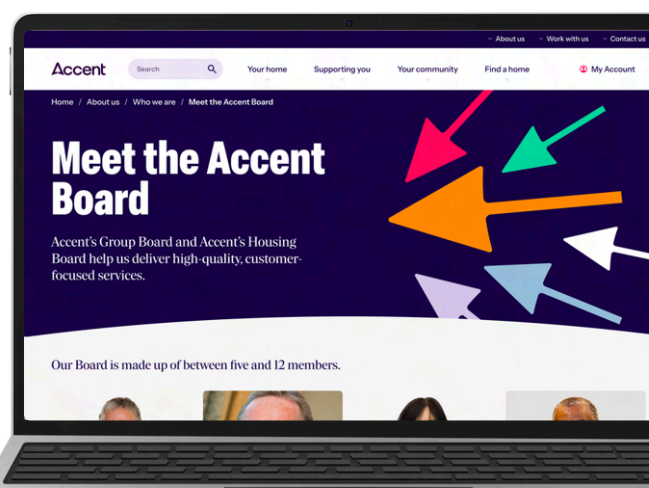 About us
Work with us
Contact us
Accent
Search
Your home
Supporting you
Your community
Find a home
My Account
Home / About us / Who we are / Meet the Accent Board
Meet the Accent
Board
Accent's Group Board and Accent's Housing
Board help us deliver high-quality, customer-
focused services.
Our Board is made up of between five and 12 members.